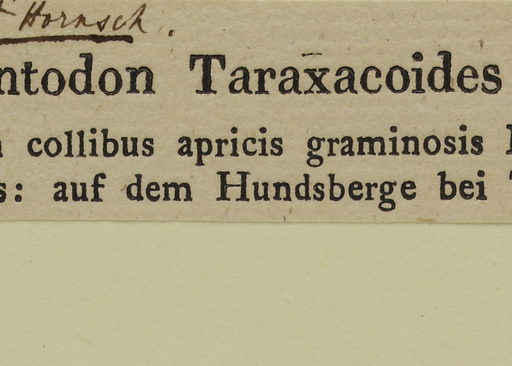 Hornsch.
ntodon Taraxacoides
collibus apricis graminosis
s: auf dem Hundsberge bei